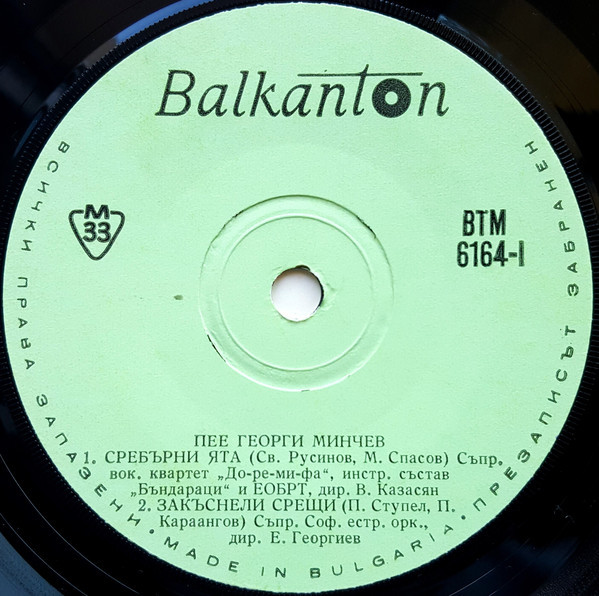 Balkanton
M
33
ВТМ
6164-I
ПЕЕ ГЕОРГИ МИНЧЕВ
1. СРЕБЪРНИ ЯТА (Св. Русинов, М. Спасов) Съпр.
вок. квартет „До-ре-ми-фа“, инстр. състав
„Бъндараци“ и ЕОБРТ, дир. В. Казасян
2. ЗАКЪСНЕЛИ СРЕЩИ (П. Ступел, П.
Караангов) Съпр. Соф. естр. орк.,
дир. Е. Георгиев
ВСИЧКИ ПРАВА ЗАПАЗЕНИ • MADE IN BULGARIA • ПРЕЗАПИСЪТ ЗАБРАНЕН